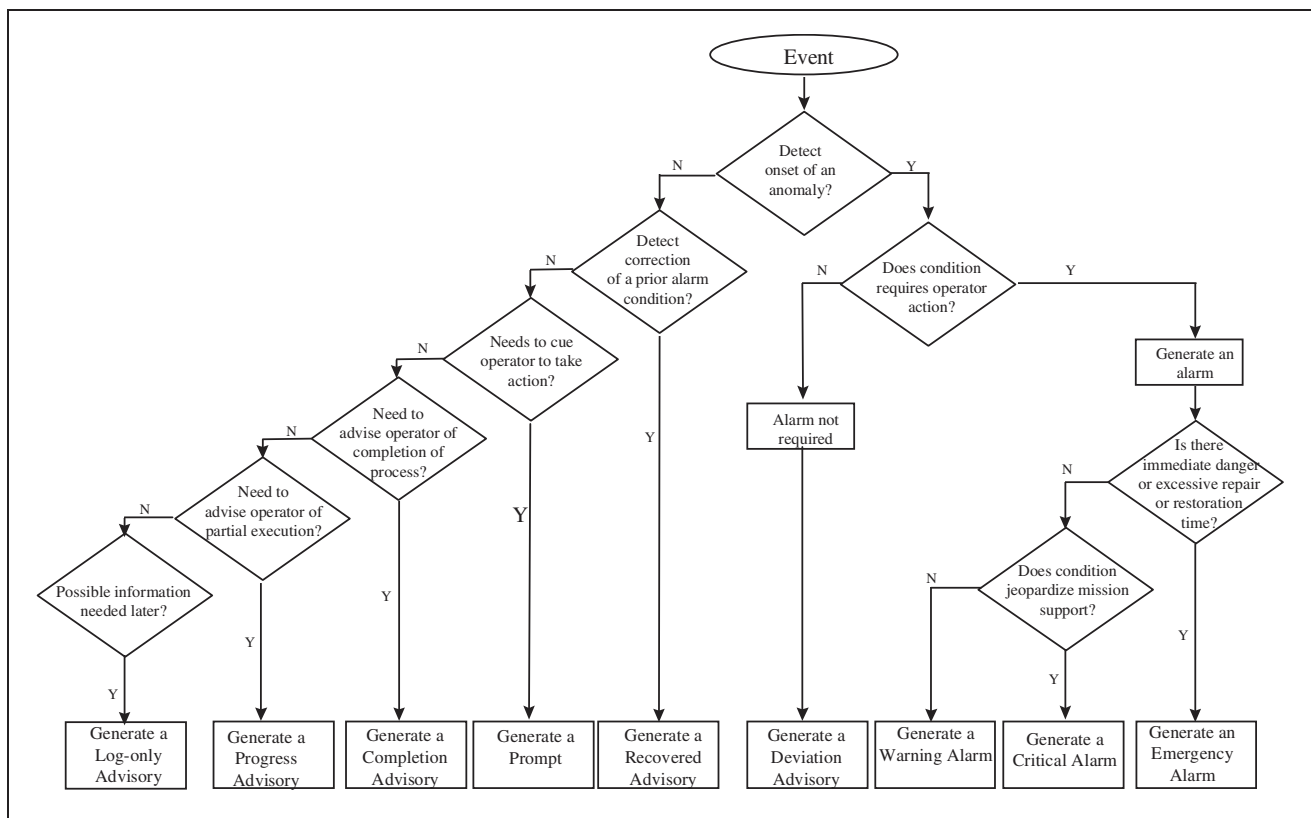 Event
Detect
onset of an
anomaly?
N
Y
Detect
correction
of a prior alarm
condition?
N
Y
Does condition
requires operator
action?
N
Y
Needs to cue
operator to take
action?
N
Y
Generate an
alarm
Alarm not
required
Need to
advise operator of
completion of
process?
N
Y
Is there
immediate danger
or excessive repair
or restoration
time?
N
Y
Need to
advise operator of
partial execution?
N
Y
Does condition
jeopardize mission
support?
N
Y
Possible information
needed later?
Y
Generate a
Log-only
Advisory
Generate a
Progress
Advisory
Generate a
Completion
Advisory
Generate a
Prompt
Generate a
Recovered
Advisory
Generate a
Deviation
Advisory
Generate a
Warning Alarm
Generate a
Critical Alarm
Generate an
Emergency
Alarm